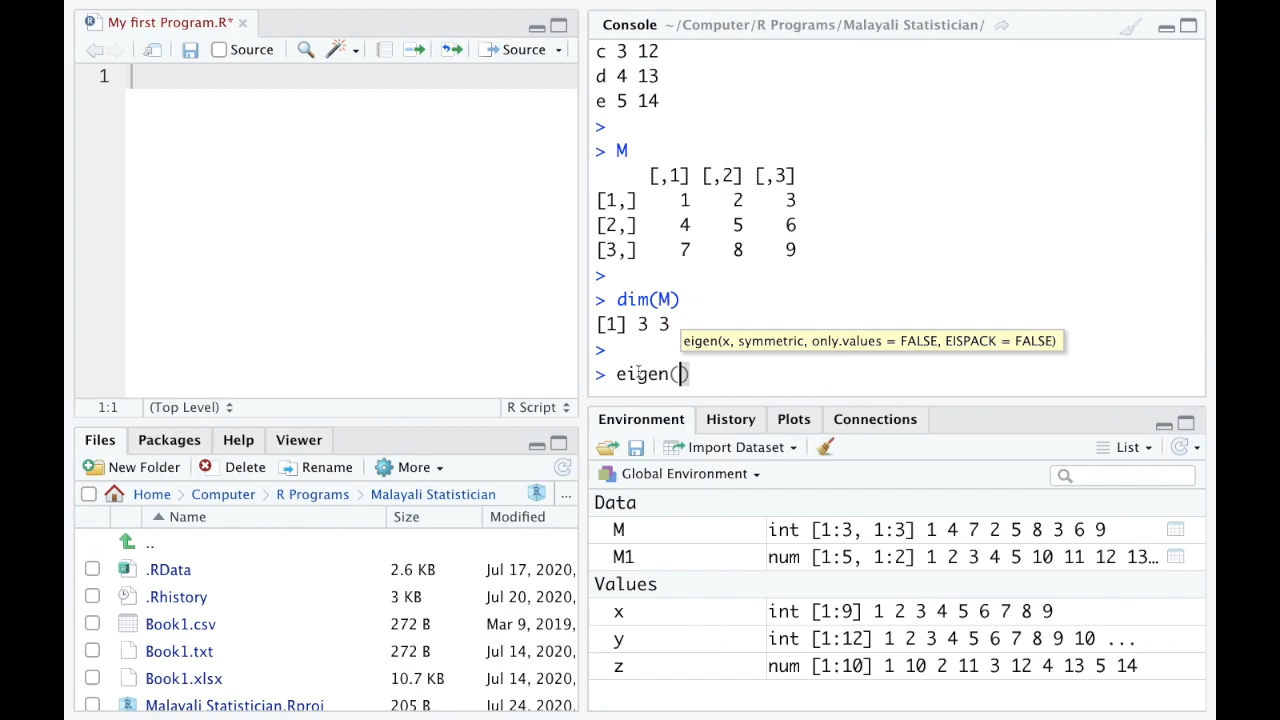 My first Program.R*
Source
Source
1
1:1
(Top Level)
R Script
Console ~/Computer/R Programs/Malayali Statistician/
c 3 12
d 4 13
e 5 14
>
> M
[,1] [,2] [,3]
[1,] 1 2 3
[2,] 4 5 6
[3,] 7 8 9
>
> dim(M)
[1] 3 3
eigen(x, symmetric, only.values = FALSE, EISPACK = FALSE)
>
> eigen()
Files Packages Help Viewer
New Folder Delete Rename More
Home Computer R Programs Malayali Statistician ...
Name Size Modified
..
.RData 2.6 KB Jul 17, 2020,
.Rhistory 3 KB Jul 20, 2020,
Book1.csv 272 B Mar 9, 2019,
Book1.txt 272 B Jul 14, 2020,
Book1.xlsx 10.7 KB Jul 14, 2020,
Malayali Statistician.Rproj 205 B Jul 24, 2020,
Environment History Plots Connections
Import Dataset List
Global Environment
Data
M int [1:3, 1:3] 1 4 7 2 5 8 3 6 9
M1 num [1:5, 1:2] 1 2 3 4 5 10 11 12 13…
Values
x int [1:9] 1 2 3 4 5 6 7 8 9
y int [1:12] 1 2 3 4 5 6 7 8 9 10 ...
z num [1:10] 1 10 2 11 3 12 4 13 5 14